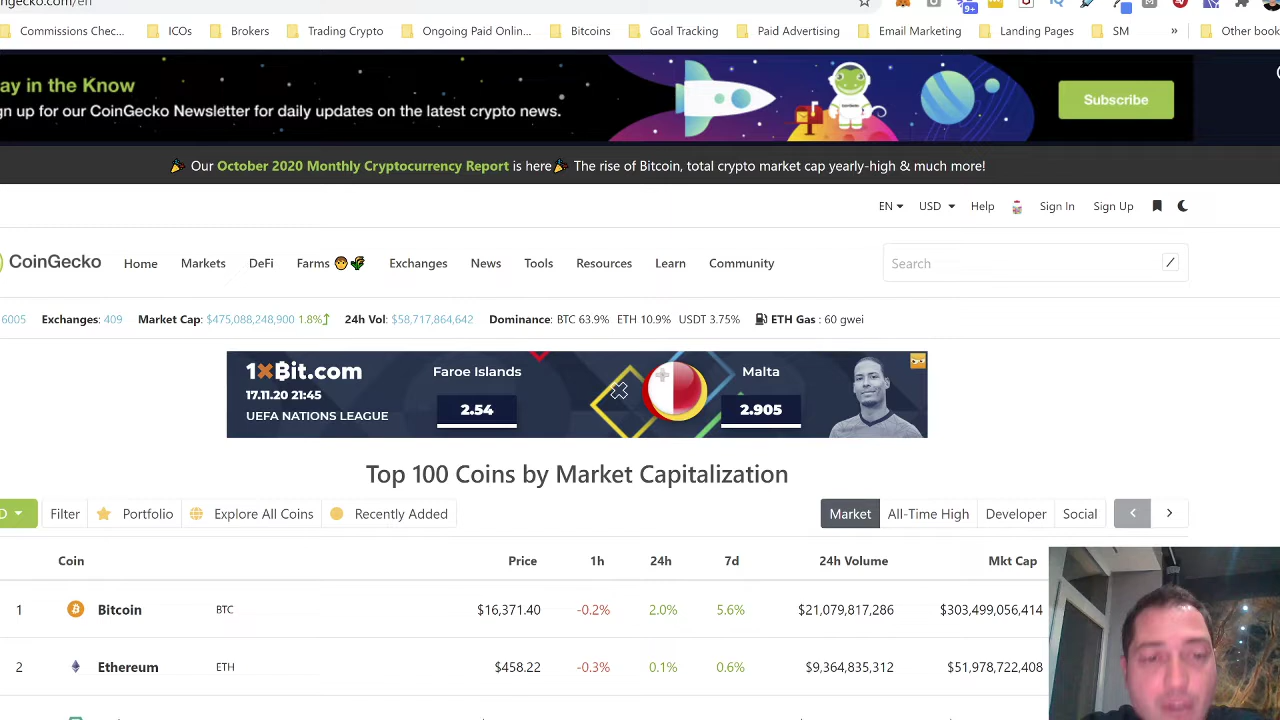 ngecko.com/en
Commissions Chec...
ICOs
Brokers
Trading Crypto
Ongoing Paid Onlin...
Bitcoins
Goal Tracking
Paid Advertising
Email Marketing
Landing Pages
SM
»
Other book
9+
ay in the Know
gn up for our CoinGecko Newsletter for daily updates on the latest crypto news.
Subscribe
Our October 2020 Monthly Cryptocurrency Report is here The rise of Bitcoin, total crypto market cap yearly-high & much more!
EN USD Help Sign In Sign Up
CoinGecko Home Markets DeFi Farms Exchanges News Tools Resources Learn Community Search /
6005 Exchanges: 409 Market Cap: $475,088,248,900 1.8% 24h Vol: $58,717,864,642 Dominance: BTC 63.9% ETH 10.9% USDT 3.75% ETH Gas : 60 gwei
1xBit.com
17.11.20 21:45
UEFA NATIONS LEAGUE
Faroe Islands
2.54
Malta
2.905
Top 100 Coins by Market Capitalization
D Filter Portfolio Explore All Coins Recently Added Market All-Time High Developer Social < >
Coin Price 1h 24h 7d 24h Volume Mkt Cap
1 Bitcoin BTC $16,371.40 -0.2% 2.0% 5.6% $21,079,817,286 $303,499,056,414
2 Ethereum ETH $458.22 -0.3% 0.1% 0.6% $9,364,835,312 $51,978,722,408